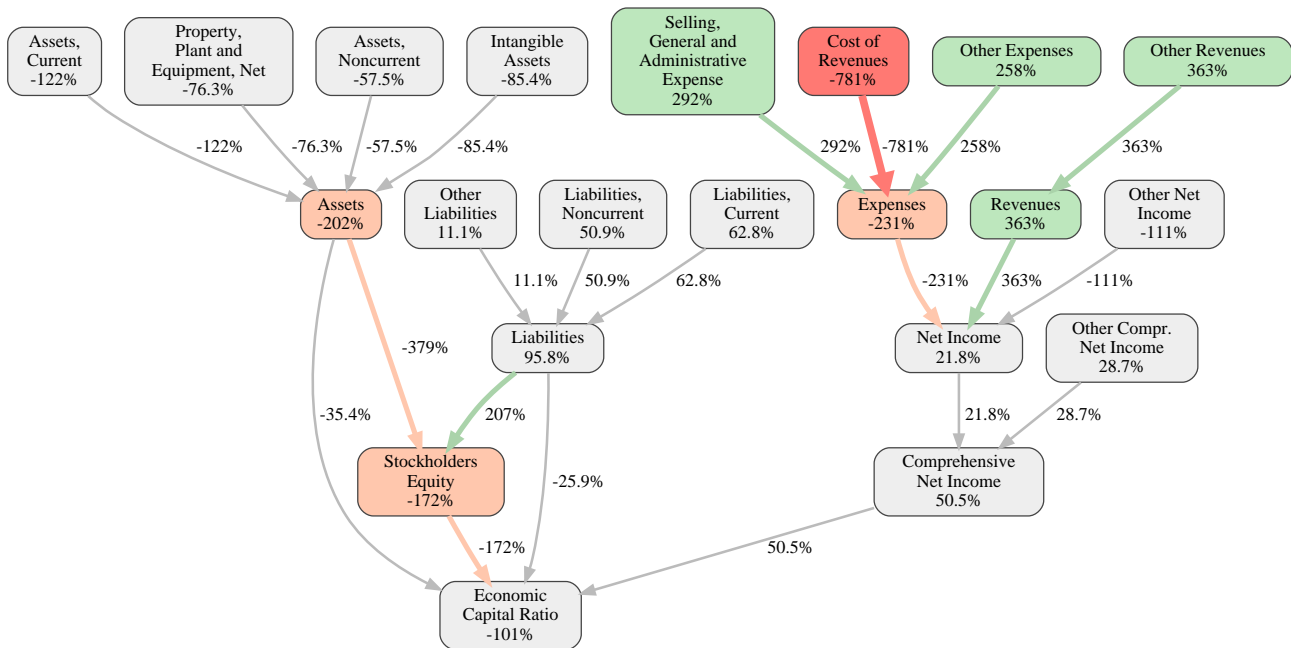 Assets,
Current
-122%
Property,
Plant and
Equipment, Net
-76.3%
Assets,
Noncurrent
-57.5%
Intangible
Assets
-85.4%
Selling,
General and
Administrative
Expense
292%
Cost of
Revenues
-781%
Other Expenses
258%
Other Revenues
363%
-122%
-76.3%
-57.5%
-85.4%
292%
-781%
258%
363%
Assets
-202%
Other
Liabilities
11.1%
Liabilities,
Noncurrent
50.9%
Liabilities,
Current
62.8%
Expenses
-231%
Revenues
363%
Other Net
Income
-111%
11.1%
50.9%
62.8%
-231%
363%
-111%
-379%
Liabilities
95.8%
Net Income
21.8%
Other Compr.
Net Income
28.7%
-35.4%
207%
21.8%
28.7%
Stockholders
Equity
-172%
-25.9%
Comprehensive
Net Income
50.5%
-172%
50.5%
Economic
Capital Ratio
-101%